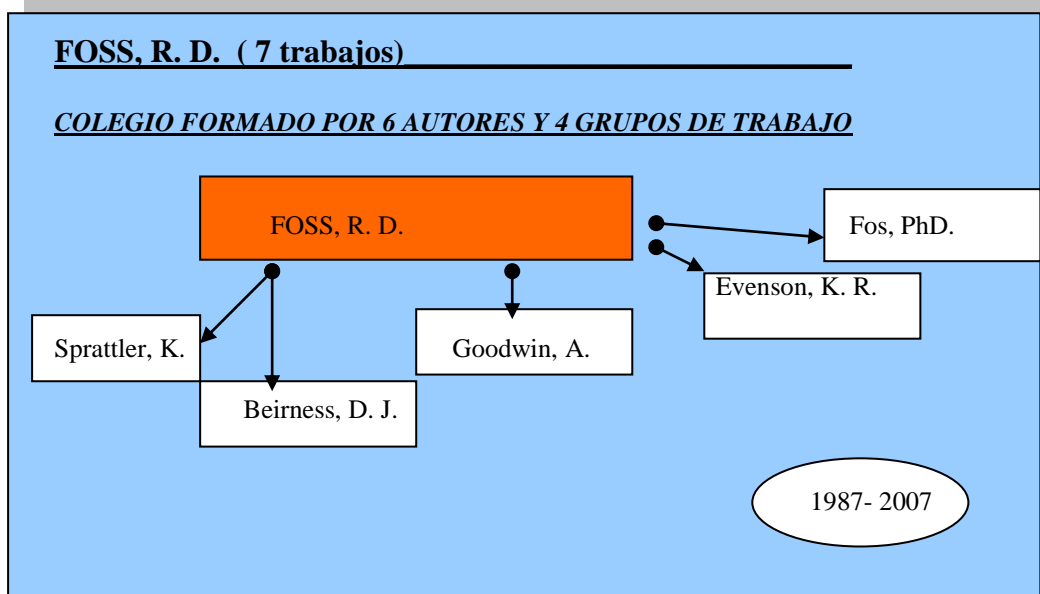 FOSS, R. D. ( 7 trabajos)
COLEGIO FORMADO POR 6 AUTORES Y 4 GRUPOS DE TRABAJO
FOSS, R. D.
Fos, PhD.
Evenson, K. R.
Sprattler, K.
Goodwin, A.
Beirness, D. J.
1987- 2007